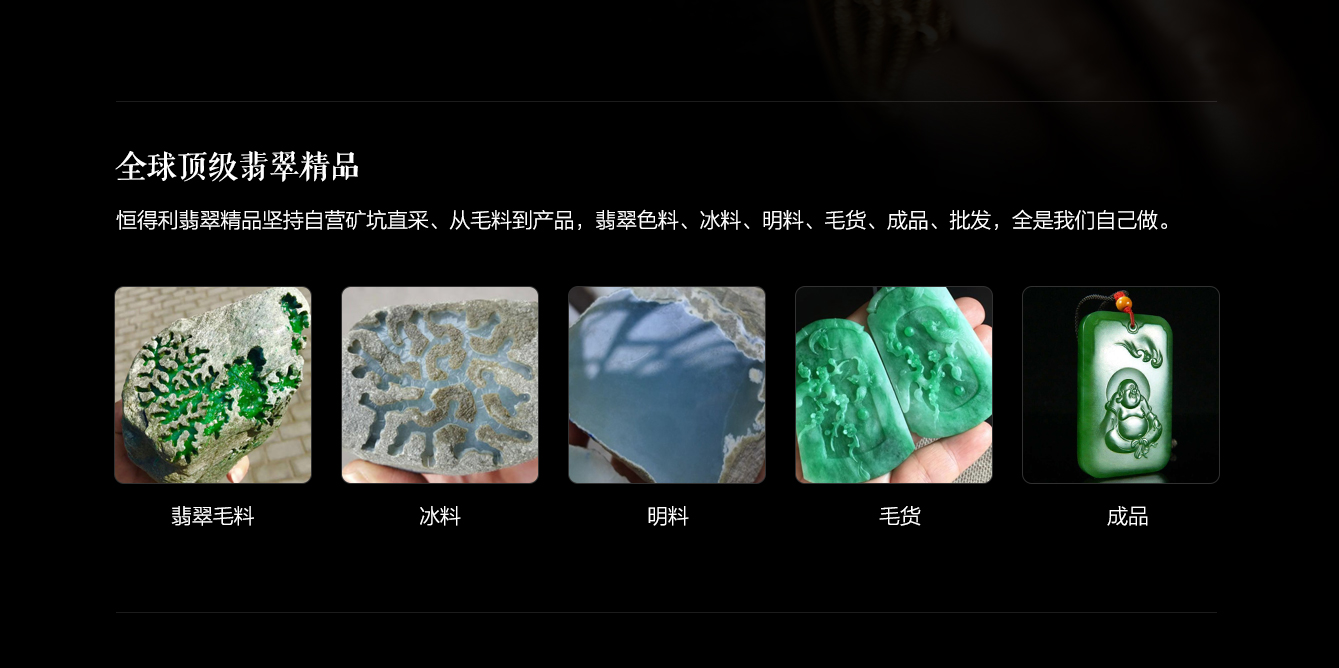 全球顶级翡翠精品
恒得利翡翠精品坚持自营矿坑直采、从毛料到产品，翡翠色料、冰料、明料、毛货、成品、批发，全是我们自己做。
翡翠毛料
冰料
明料
毛货
成品